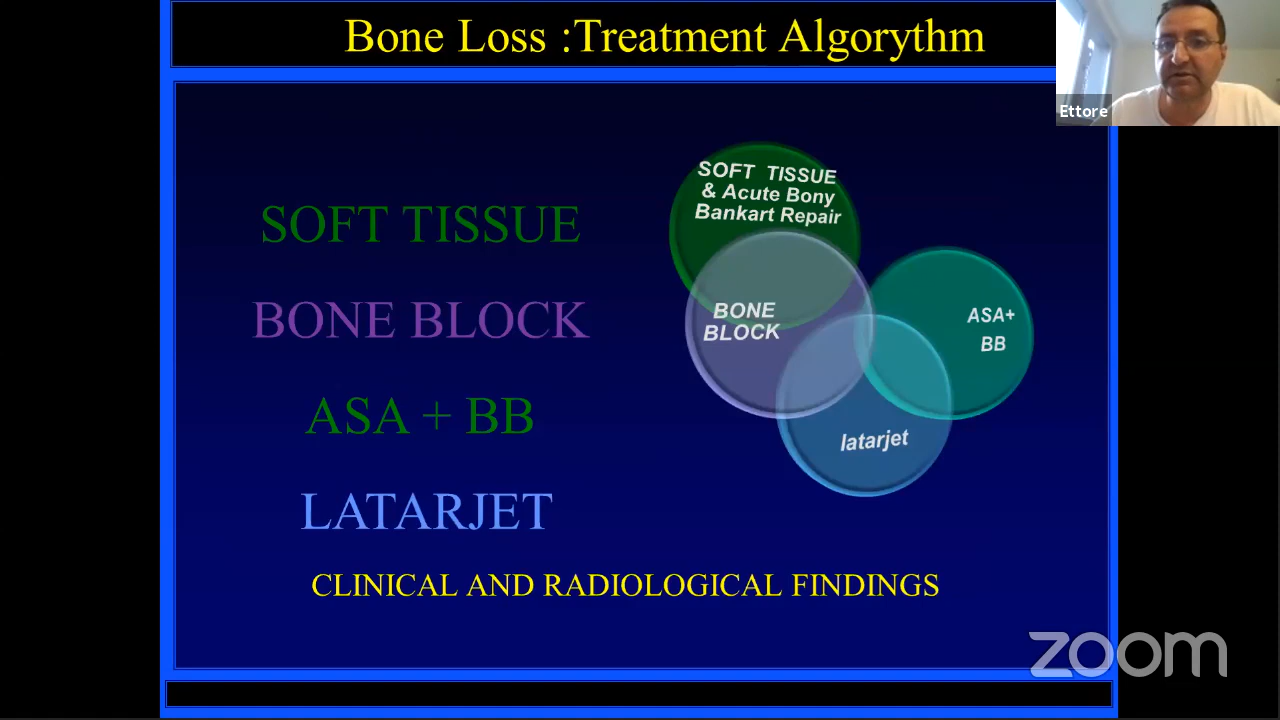 Bone Loss :Treatment Algorythm
Ettore
SOFT TISSUE
BONE BLOCK
ASA + BB
LATARJET
SOFT TISSUE
& Acute Bony
Bankart Repair
BONE
BLOCK
ASA+
BB
latarjet
CLINICAL AND RADIOLOGICAL FINDINGS
zoom